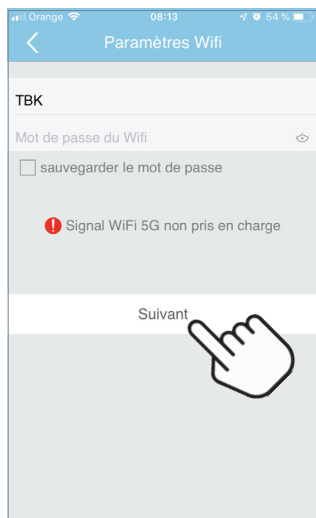 Orange 08:13 54 %
Paramètres Wifi
TBK
Mot de passe du Wifi
sauvegarder le mot de passe
Signal WiFi 5G non pris en charge
Suivant